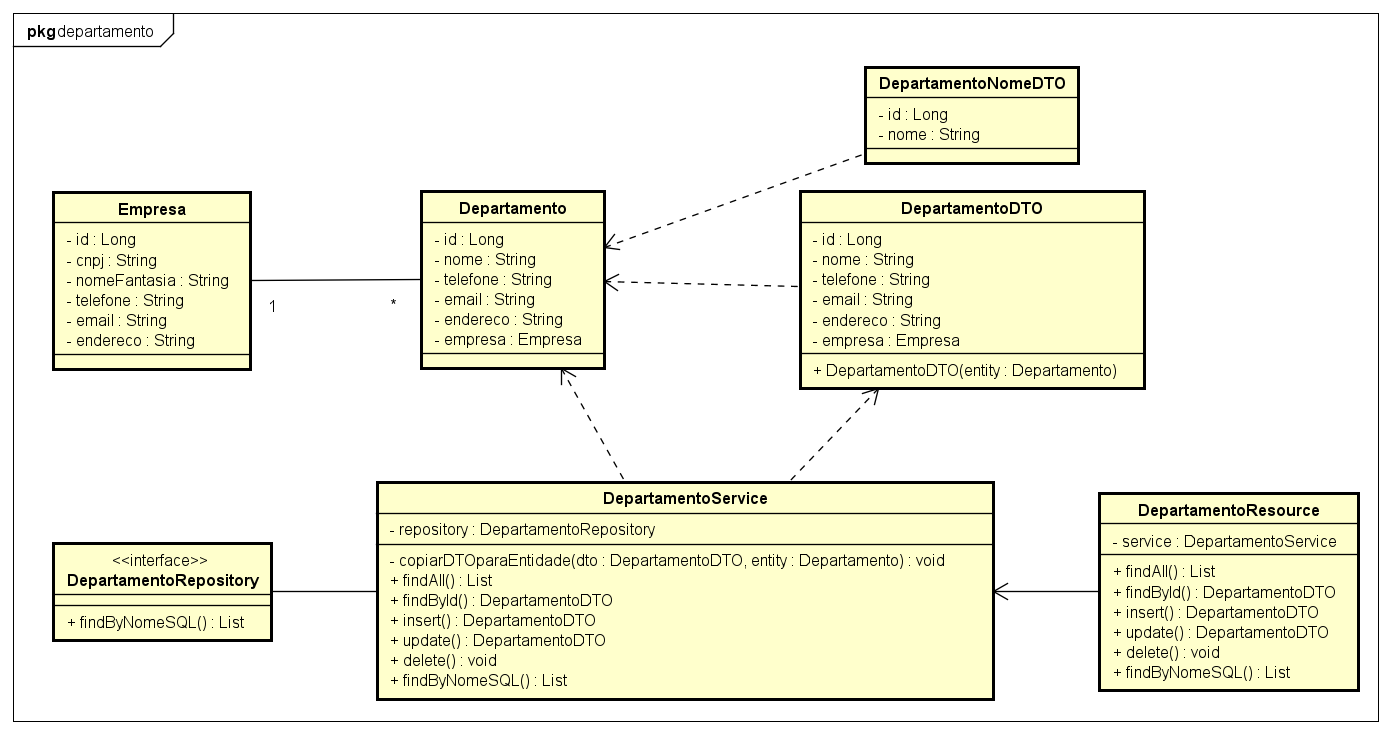 pkg departamento
DepartamentoNomeDTO
- id : Long
- nome : String
Empresa
- id : Long
- cnpj : String
- nomeFantasia : String
- telefone : String
- email : String
- endereco : String
1
*
Departamento
- id : Long
- nome : String
- telefone : String
- email : String
- endereco : String
- empresa : Empresa
DepartamentoDTO
- id : Long
- nome : String
- telefone : String
- email : String
- endereco : String
- empresa : Empresa
+ DepartamentoDTO(entity : Departamento)
<<interface>>
DepartamentoRepository
+ findByNomeSQL() : List
DepartamentoService
- repository : DepartamentoRepository
- copiarDTOparaEntidade(dto : DepartamentoDTO, entity : Departamento) : void
+ findAll() : List
+ findById() : DepartamentoDTO
+ insert() : DepartamentoDTO
+ update() : DepartamentoDTO
+ delete() : void
+ findByNomeSQL() : List
DepartamentoResource
- service : DepartamentoService
+ findAll() : List
+ findById() : DepartamentoDTO
+ insert() : DepartamentoDTO
+ update() : DepartamentoDTO
+ delete() : void
+ findByNomeSQL() : List